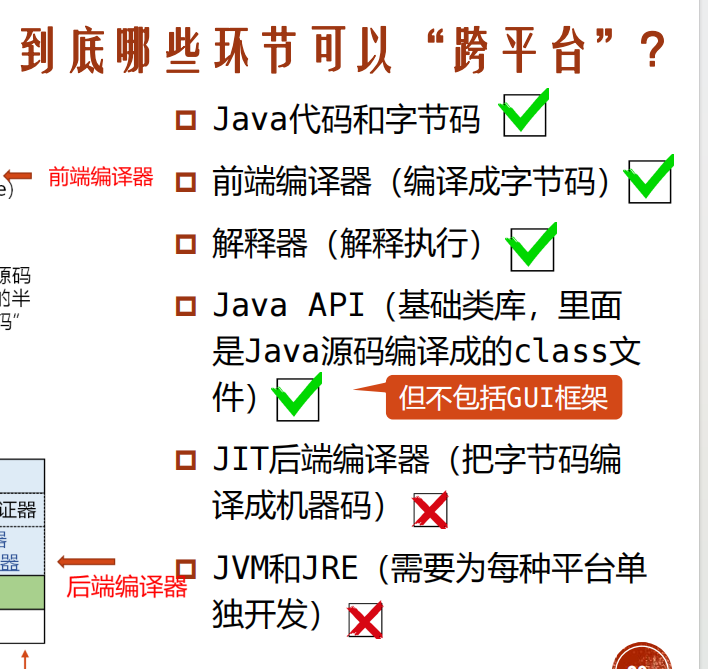 到底哪些环节可以“跨平台”?
Java代码和字节码
前端编译器
前端编译器（编译成字节码）
e）
解释器（解释执行）
源码
的半
码”
Java API（基础类库，里面
是Java源码编译成的class文
件）
但不包括GUI框架
JIT后端编译器（把字节码编
译成机器码）
证器
器
器
后端编译器
JVM和JRE（需要为每种平台单
独开发）